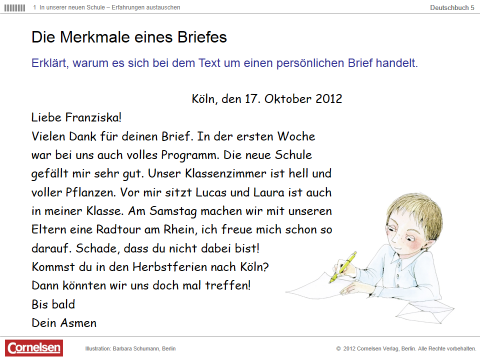 1 In unserer neuen Schule – Erfahrungen austauschen
Deutschbuch 5
Die Merkmale eines Briefes
Erklärt, warum es sich bei dem Text um einen persönlichen Brief handelt.
Köln, den 17. Oktober 2012
Liebe Franziska!
Vielen Dank für deinen Brief. In der ersten Woche
war bei uns auch volles Programm. Die neue Schule
gefällt mir sehr gut. Unser Klassenzimmer ist hell und
voller Pflanzen. Vor mir sitzt Lucas und Laura ist auch
in meiner Klasse. Am Samstag machen wir mit unseren
Eltern eine Radtour am Rhein, ich freue mich schon so
darauf. Schade, dass du nicht dabei bist!
Kommst du in den Herbstferien nach Köln?
Dann könnten wir uns doch mal treffen!
Bis bald
Dein Asmen
Cornelsen
Illustration: Barbara Schumann, Berlin
© 2012 Cornelsen Verlag, Berlin. Alle Rechte vorbehalten.